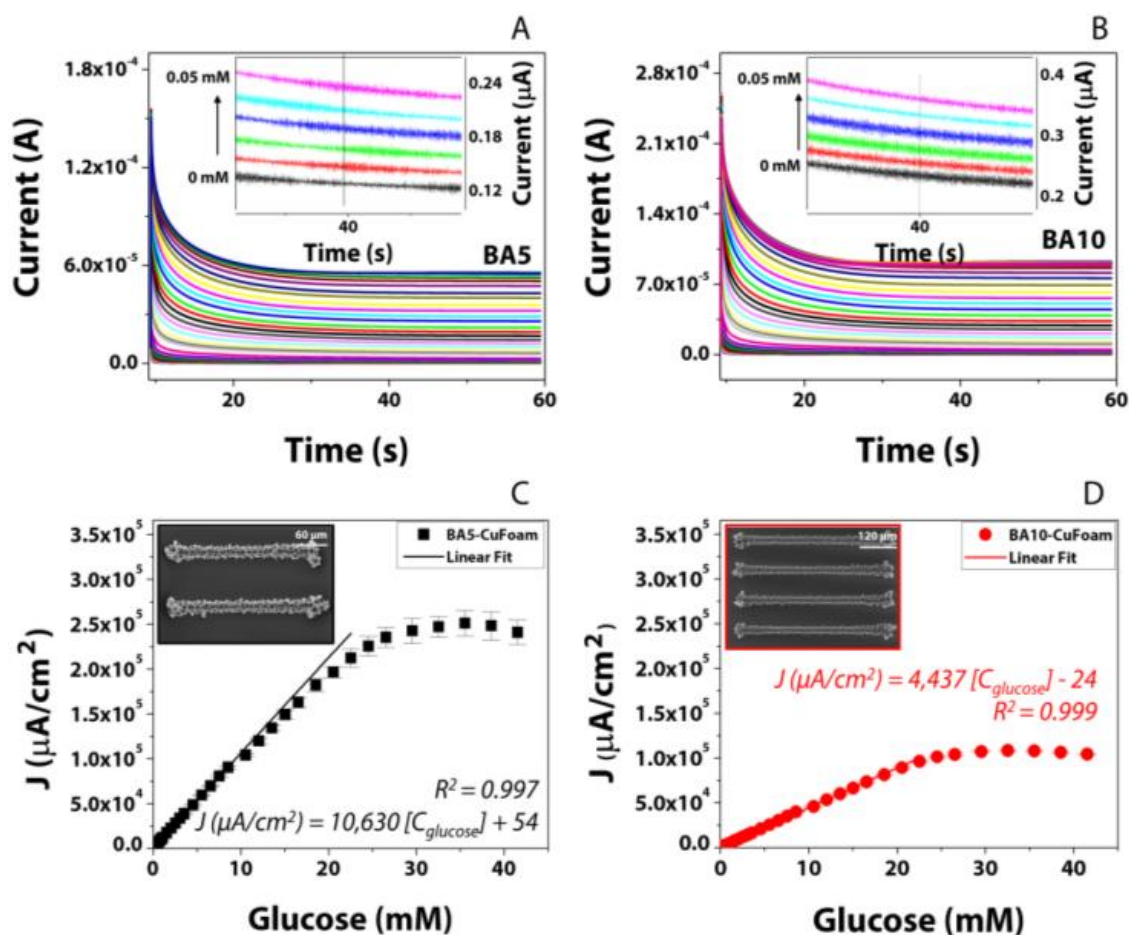 A
Current (A)
1.8x10⁻⁴
1.2x10⁻⁴
6.0x10⁻⁵
0.0
20
40
60
Time (s)
BA5
0.05 mM
0 mM
0.24
0.18
0.12
Current (μA)
40
Time (s)
B
Current (A)
2.8x10⁻⁴
2.1x10⁻⁴
1.4x10⁻⁴
7.0x10⁻⁵
0.0
20
40
60
Time (s)
BA10
0.05 mM
0 mM
0.4
0.3
0.2
Current (μA)
40
Time (s)
C
J (μA/cm²)
3.5x10⁵
3.0x10⁵
2.5x10⁵
2.0x10⁵
1.5x10⁵
1.0x10⁵
5.0x10⁴
0.0
0
10
20
30
40
Glucose (mM)
60 μm
BA5-CuFoam
Linear Fit
R² = 0.997
J (μA/cm²) = 10,630 [C_glucose] + 54
D
J (μA/cm²)
3.5x10⁵
3.0x10⁵
2.5x10⁵
2.0x10⁵
1.5x10⁵
1.0x10⁵
5.0x10⁴
0.0
0
10
20
30
40
Glucose (mM)
120 μm
BA10-CuFoam
Linear Fit
J (μA/cm²) = 4,437 [C_glucose] - 24
R² = 0.999